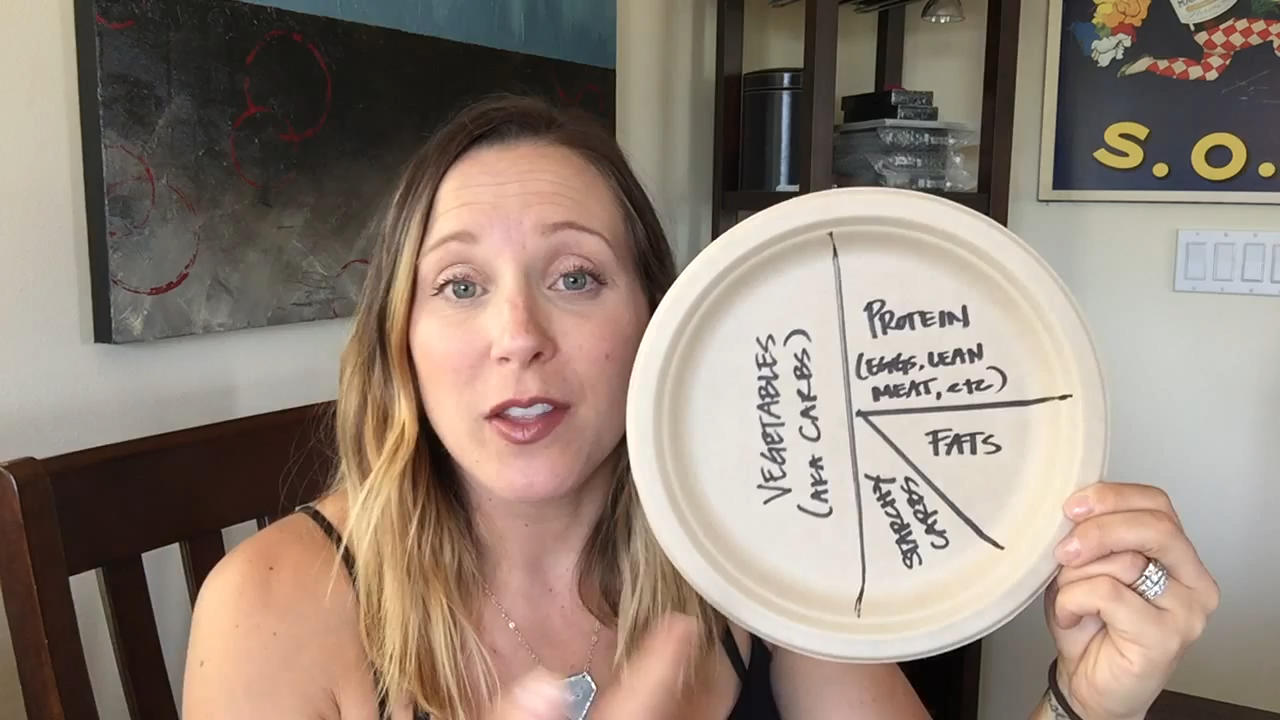 S. O.
VEGETABLES
(AKA CARBS)
PROTEIN
(EGGS, LEAN
MEAT, etc)
FATS
STARCHY
CARBS